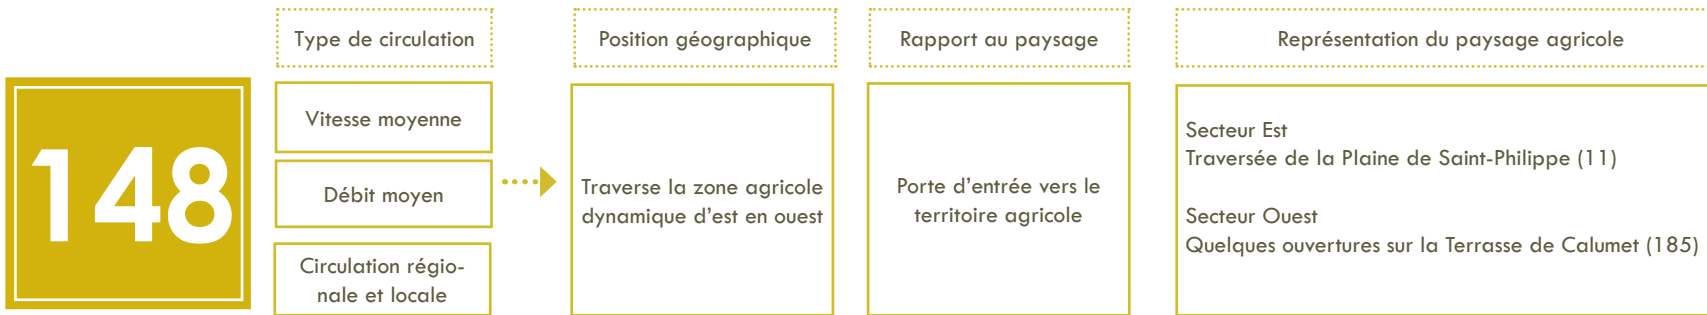 148
Type de circulation
Vitesse moyenne
Débit moyen
Circulation régio-
nale et locale
Position géographique
Traverse la zone agricole
dynamique d'est en ouest
Rapport au paysage
Porte d'entrée vers le
territoire agricole
Représentation du paysage agricole
Secteur Est
Traversée de la Plaine de Saint-Philippe (11)
Secteur Ouest
Quelques ouvertures sur la Terrasse de Calumet (185)